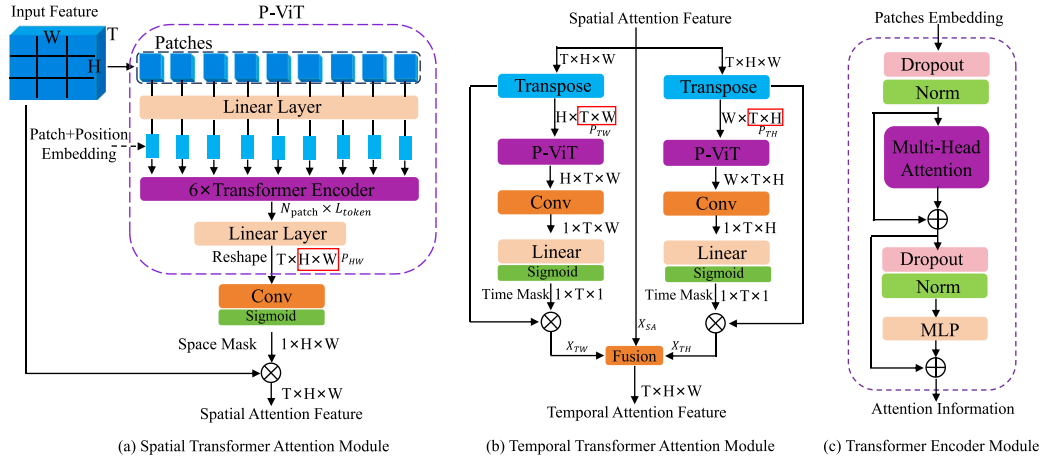 P-ViT
Input Feature
W
T
H
Patches
Linear Layer
Patch+Position
Embedding
6×Transformer Encoder
N_patch × L_token
Linear Layer
Reshape
T×H×W P_HW
Conv
Sigmoid
Space Mask
1×H×W
T×H×W
Spatial Attention Feature
(a) Spatial Transformer Attention Module
Spatial Attention Feature
T×H×W
T×H×W
Transpose
Transpose
H×T×W
P_TW
W×T×H
P_TH
P-ViT
P-ViT
H×T×W
W×T×H
Conv
Conv
1×T×W
1×T×H
Linear
Linear
Sigmoid
Sigmoid
Time Mask 1×T×1
Time Mask 1×T×1
X_SA
X_TW
X_TH
Fusion
T×H×W
Temporal Attention Feature
(b) Temporal Transformer Attention Module
Patches Embedding
Dropout
Norm
Multi-Head
Attention
Dropout
Norm
MLP
Attention Information
(c) Transformer Encoder Module